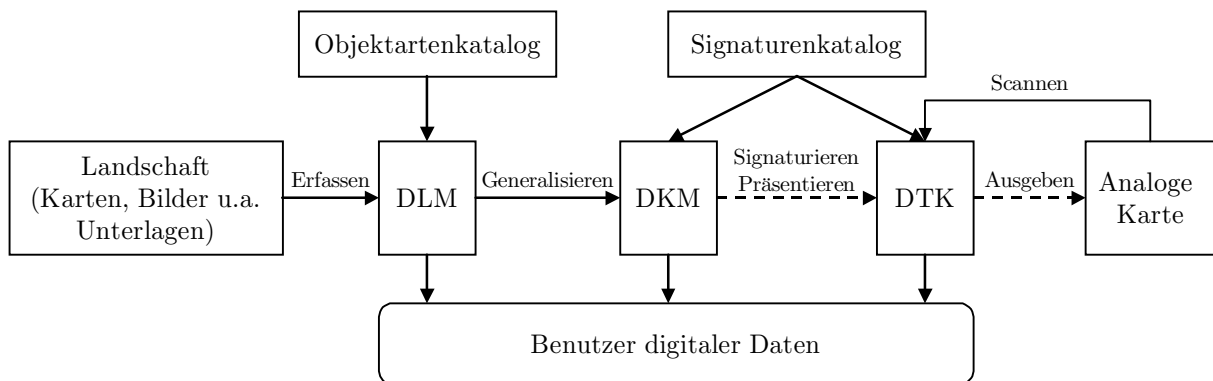 Objektartenkatalog
Signaturenkatalog
Scannen
Landschaft
(Karten, Bilder u.a.
Unterlagen)
Erfassen
DLM
Generalisieren
DKM
Signaturieren
Präsentieren
DTK
Ausgeben
Analoge
Karte
Benutzer digitaler Daten